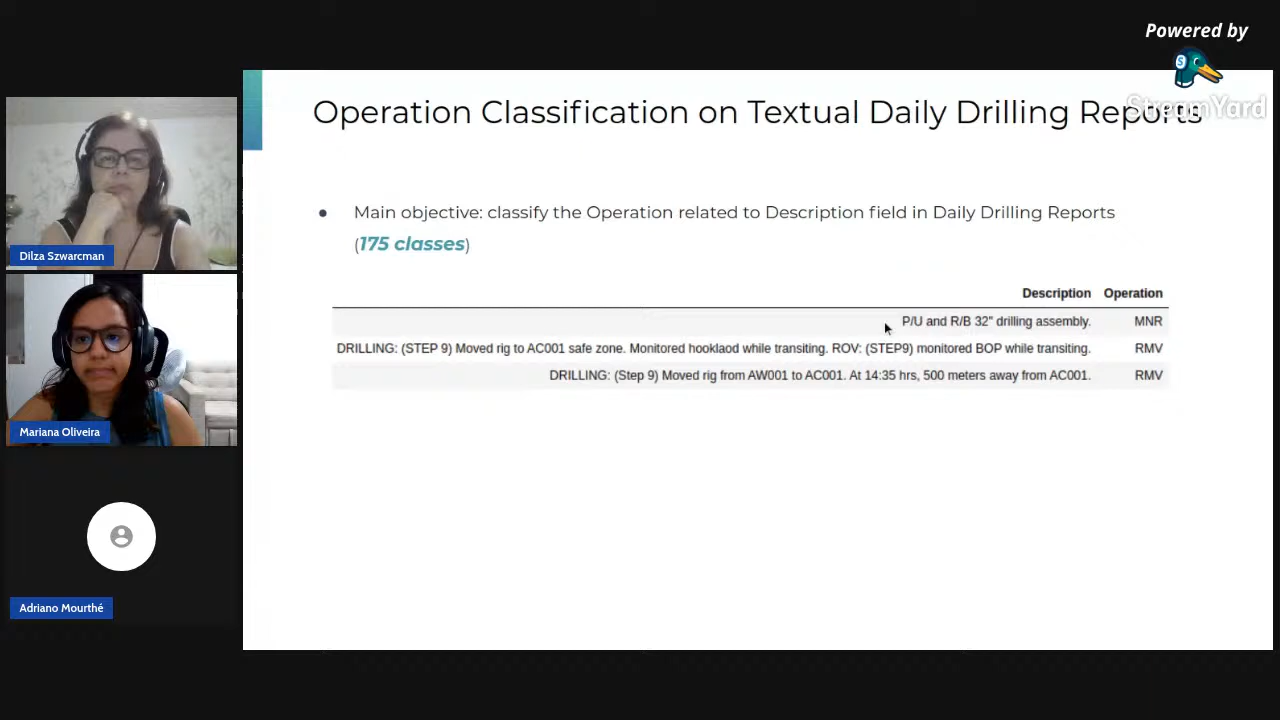 Powered by
StreamYard
Operation Classification on Textual Daily Drilling Reports
Main objective: classify the Operation related to Description field in Daily Drilling Reports
(175 classes)
Description Operation
P/U and R/B 32" drilling assembly. MNR
DRILLING: (STEP 9) Moved rig to AC001 safe zone. Monitored hooklaod while transiting. ROV: (STEP9) monitored BOP while transiting. RMV
DRILLING: (Step 9) Moved rig from AW001 to AC001. At 14:35 hrs, 500 meters away from AC001. RMV
Dilza Szwarcman
Mariana Oliveira
Adriano Mourthé